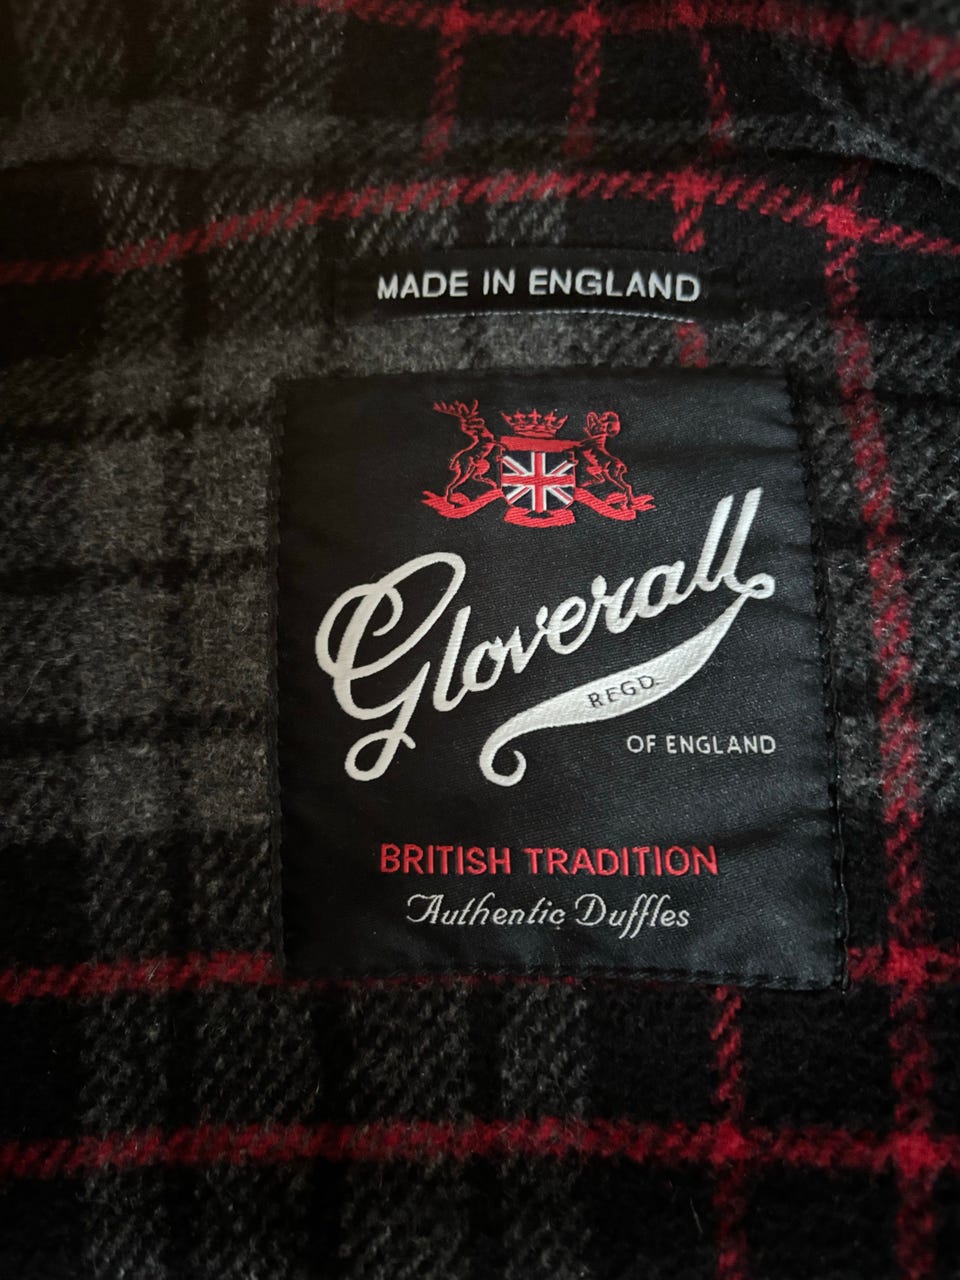 MADE IN ENGLAND
Gloverall
REGD.
OF ENGLAND
BRITISH TRADITION
Authentic Duffles